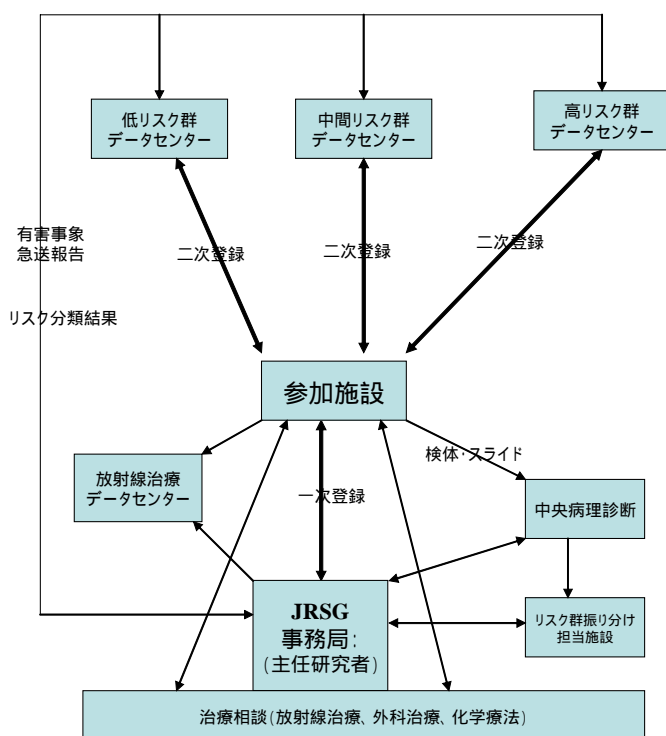 低リスク群
データセンター
中間リスク群
データセンター
高リスク群
データセンター
有害事象
急送報告
二次登録
二次登録
二次登録
リスク分類結果
参加施設
検体・スライド
放射線治療
データセンター
一次登録
中央病理診断
JRSG
事務局:
(主任研究者)
リスク群振り分け
担当施設
治療相談(放射線治療、外科治療、化学療法)